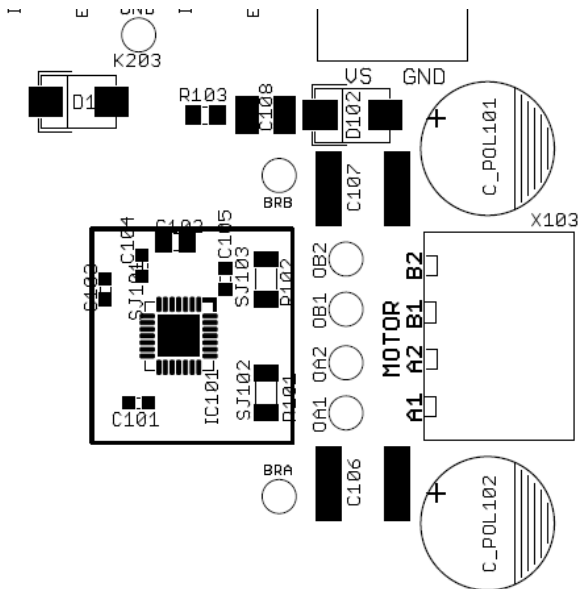 K203
VS GND
D1
R103
C108
D102
C_POL101
BRB
C107
X103
C104
C102
C105
C103
SJ101
SJ103
R102
OB2
B2
OB1
B1
MOTOR
OA2
A2
OA1
A1
IC101
SJ102
R101
C101
BRA
C106
C_POL102